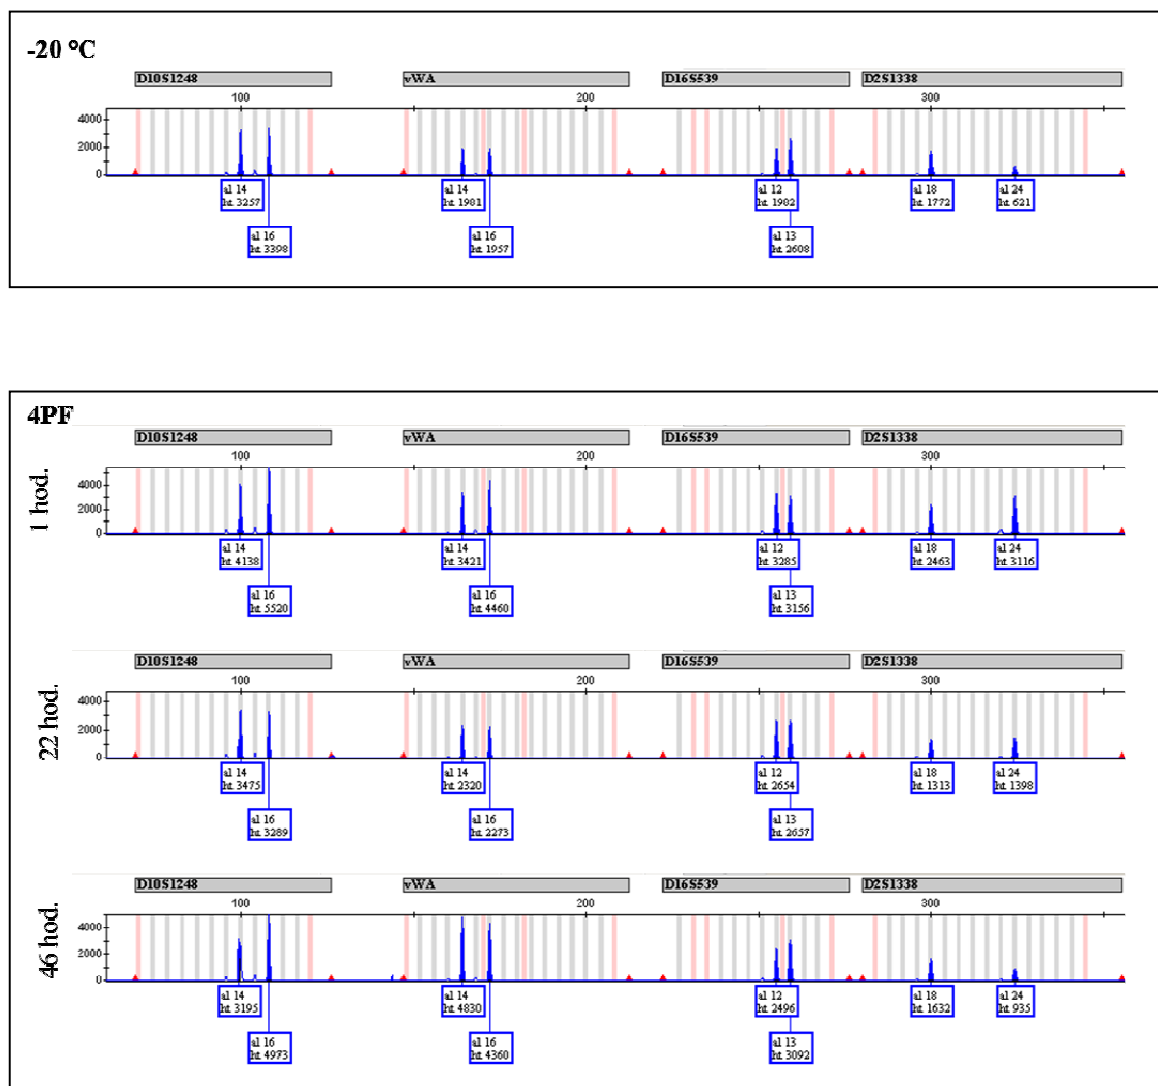 -20 °C
D10S1248 vWA D16S539 D2S1338
100 200 300
4000
2000
0
al 14 al 14 al 12 al 18 al 24
ht 3257 ht 1981 ht 1982 ht 1772 ht 621
al 16 al 16 al 13
ht 3398 ht 1957 ht 2608
4PF
1 hod.
D10S1248 vWA D16S539 D2S1338
100 200 300
4000
2000
0
al 14 al 14 al 12 al 18 al 24
ht 4138 ht 3421 ht 3285 ht 2463 ht 3116
al 16 al 16 al 13
ht 5520 ht 4460 ht 3156
22 hod.
D10S1248 vWA D16S539 D2S1338
100 200 300
4000
2000
0
al 14 al 14 al 12 al 18 al 24
ht 3475 ht 2320 ht 2654 ht 1313 ht 1398
al 16 al 16 al 13
ht 3289 ht 2273 ht 2657
46 hod.
D10S1248 vWA D16S539 D2S1338
100 200 300
4000
2000
0
al 14 al 14 al 12 al 18 al 24
ht 3195 ht 4830 ht 2496 ht 1632 ht 935
al 16 al 16 al 13
ht 4973 ht 4360 ht 3092